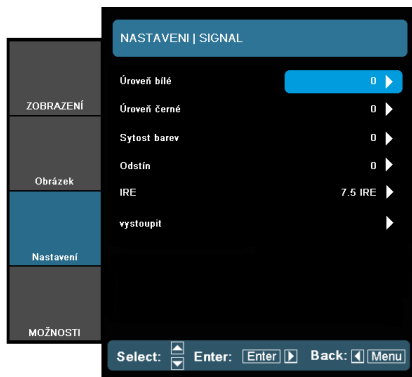 NASTAVENI | SIGNAL
ZOBRAZENÍ
Obrázek
Nastavení
MOŽNOSTI
Úroveň bílé 0
Úroveň černé 0
Sytost barev 0
Odstín 0
IRE 7.5 IRE
vystoupit
Select: Enter: Enter Back: Menu